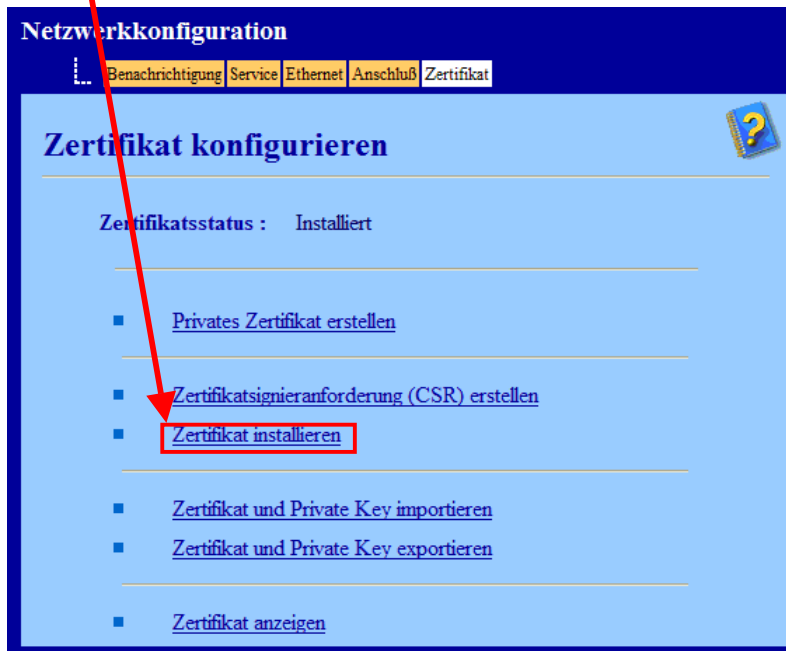 Netzwerkkonfiguration
Benachrichtigung Service Ethernet Anschluß Zertifikat
Zertifikat konfigurieren
Zertifikatsstatus : Installiert
Privates Zertifikat erstellen
Zertifikatsignieranforderung (CSR) erstellen
Zertifikat installieren
Zertifikat und Private Key importieren
Zertifikat und Private Key exportieren
Zertifikat anzeigen